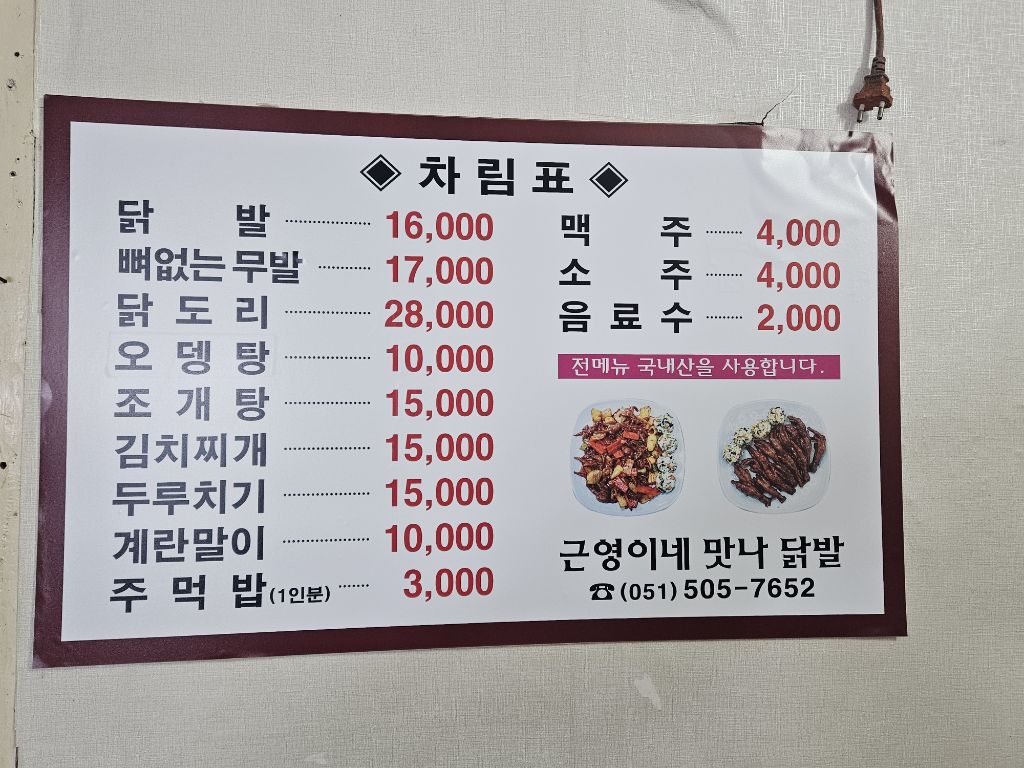 ◈ 차림표 ◈
닭 발 ········ 16,000
뼈없는무발 ········ 17,000
닭 도 리 ········ 28,000
오 뎅 탕 ········ 10,000
조 개 탕 ········ 15,000
김치찌개 ········ 15,000
두루치기 ········ 15,000
계란말이 ········ 10,000
주 먹 밥(1인분) ········ 3,000
맥 주 ········ 4,000
소 주 ········ 4,000
음 료 수 ········ 2,000
전메뉴 국내산을 사용합니다.
근영이네 맛나 닭발
☎(051) 505-7652